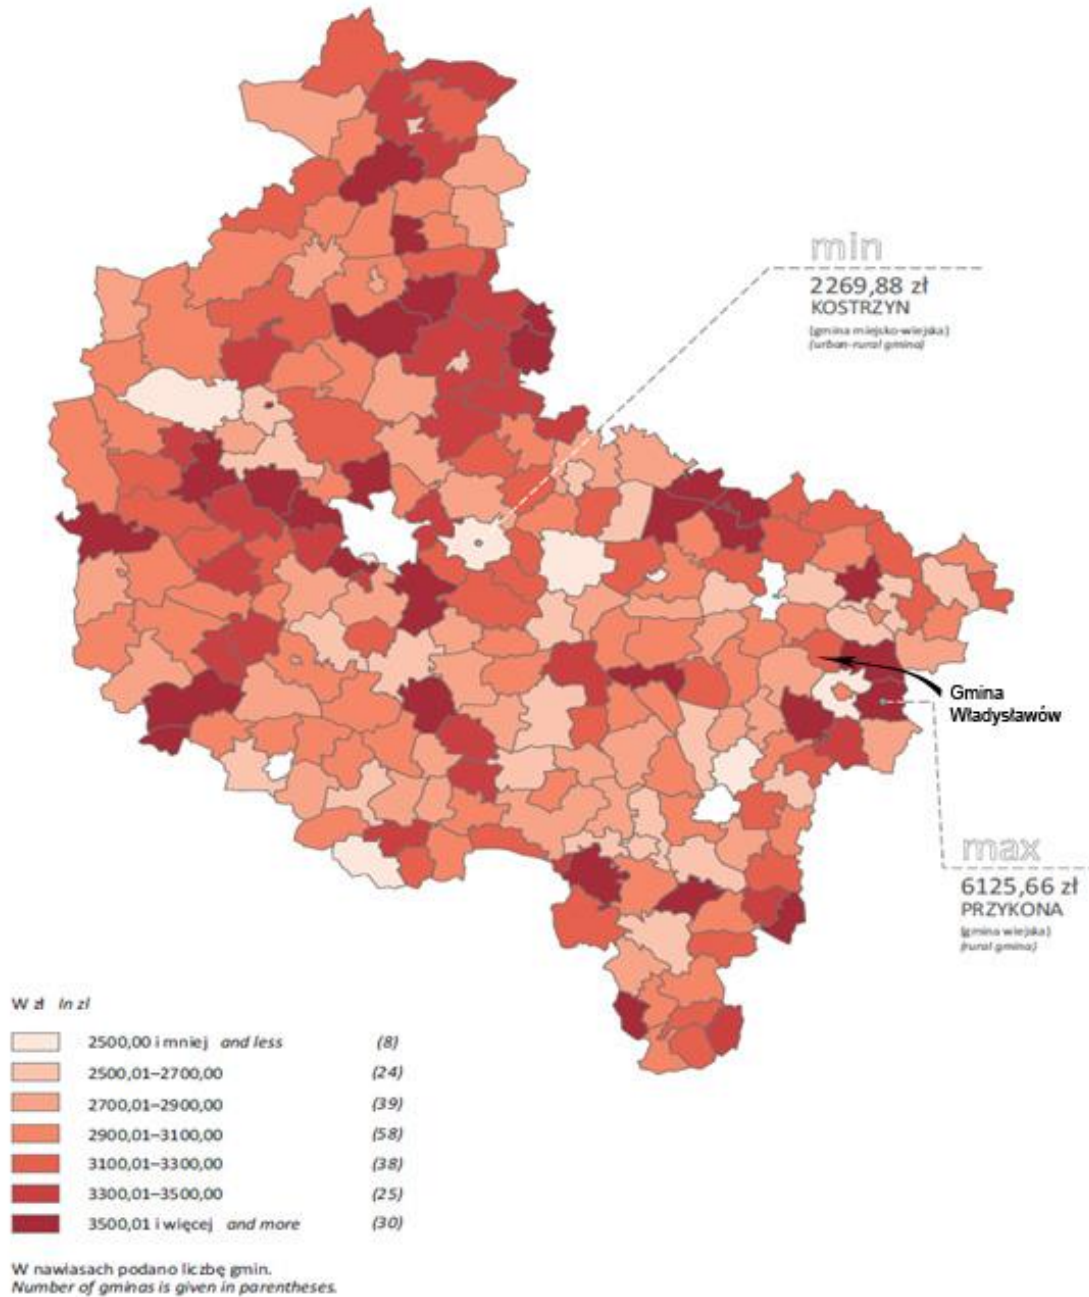 min
2269,88 zł
KOSTRZYN
(gmina miejsko-wiejska)
(urban-rural gmina)
Gmina
Władysławów
max
6125,66 zł
PRZYKONA
(gmina wiejska)
(rural gmina)
W zł In zl
2500,00 i mniej and less (8)
2500,01–2700,00 (24)
2700,01–2900,00 (39)
2900,01–3100,00 (58)
3100,01–3300,00 (38)
3300,01–3500,00 (25)
3500,01 i więcej and more (30)
W nawiasach podano liczbę gmin.
Number of gminas is given in parentheses.